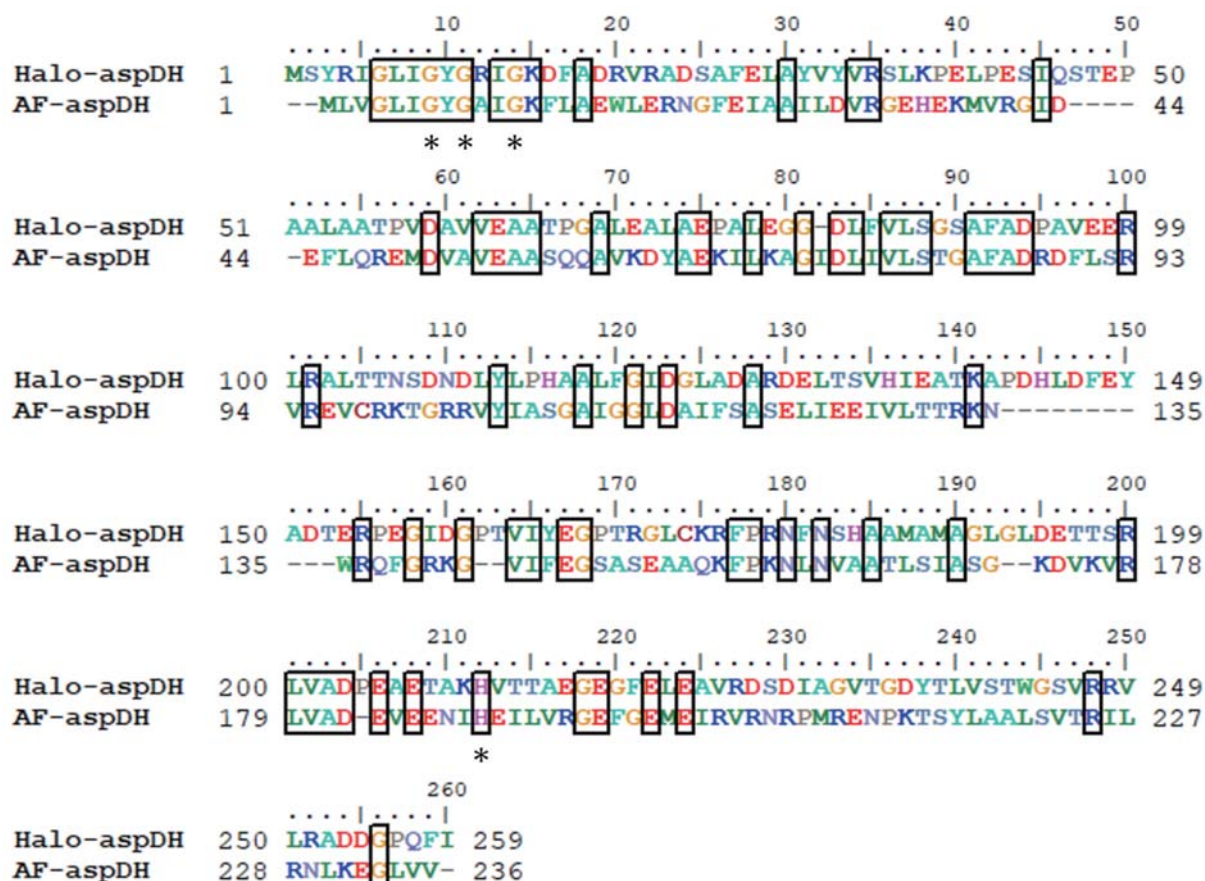 10 20 30 40 50
....|....|....|....|....|....|....|....|....|....|
Halo-aspDH 1 MSYRIGLIGYGRIGKDFADRVRADSAFELAYVYVRSLKPELPESIQSTEP 50
AF-aspDH 1 --MLVGLIGYGAIGKFLAEWLERNGFEIAAILDVRGEHEKMVRGID---- 44
* * *
60 70 80 90 100
....|....|....|....|....|....|....|....|....|....|
Halo-aspDH 51 AALAATPVDAVVEAATPGALEALAEPALEGG-DLFVLSGSAFADPAVEER 99
AF-aspDH 44 -EFLQREMDVAVEAASQQAVKDYAEKILKAGIDLIVLSTGAFADRDFLSR 93
110 120 130 140 150
....|....|....|....|....|....|....|....|....|....|
Halo-aspDH 100 LRALTTNSDNDLYLPHAALFGIDGLADARDELTSVHIEATKAPDHLDFEY 149
AF-aspDH 94 VREVCRKTGRRVYIASGAIGGLDAIFSASELIEEIVLTTRKN-------- 135
160 170 180 190 200
....|....|....|....|....|....|....|....|....|....|
Halo-aspDH 150 ADTERPEGIDGPTVIYEGPTRGLCKRFPRNFNSHAAMAMAGLGLDETTSR 199
AF-aspDH 135 ---WRQFGRKG--VIFEGSASEAAQKFPKNLNVAATLSIASG--KDVKVR 178
210 220 230 240 250
....|....|....|....|....|....|....|....|....|....|
Halo-aspDH 200 LVADPEAETAKHVTTAEGEGFELEAVRDSDIAGVTGDYTLVSTWGSVRRV 249
AF-aspDH 179 LVAD-EVEENIHEILVRGEFGEMEIRVRNRPMRENPKTSYLAALSVTRIL 227
*
260
....|....|
Halo-aspDH 250 LRADDGPQFI 259
AF-aspDH 228 RNLKEGLVV- 236